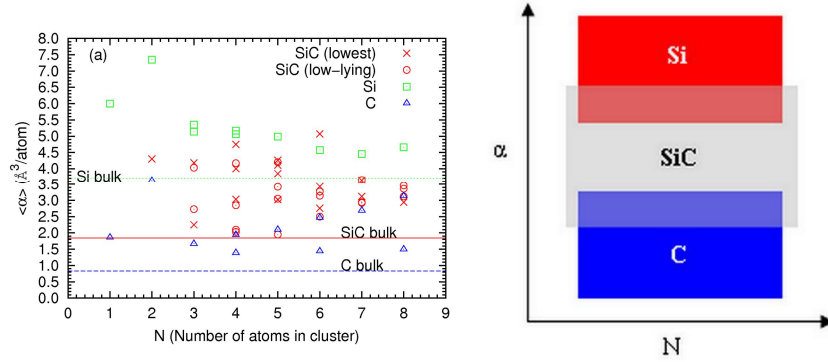 (a)
SiC (lowest)
SiC (low-lying)
Si
C
8.0
7.5
7.0
6.5
6.0
5.5
5.0
4.5
4.0
3.5
3.0
2.5
2.0
1.5
1.0
0.5
0.0
<α> (Å³/atom)
Si bulk
SiC bulk
C bulk
0 1 2 3 4 5 6 7 8 9
N (Number of atoms in cluster)
α
Si
SiC
C
N